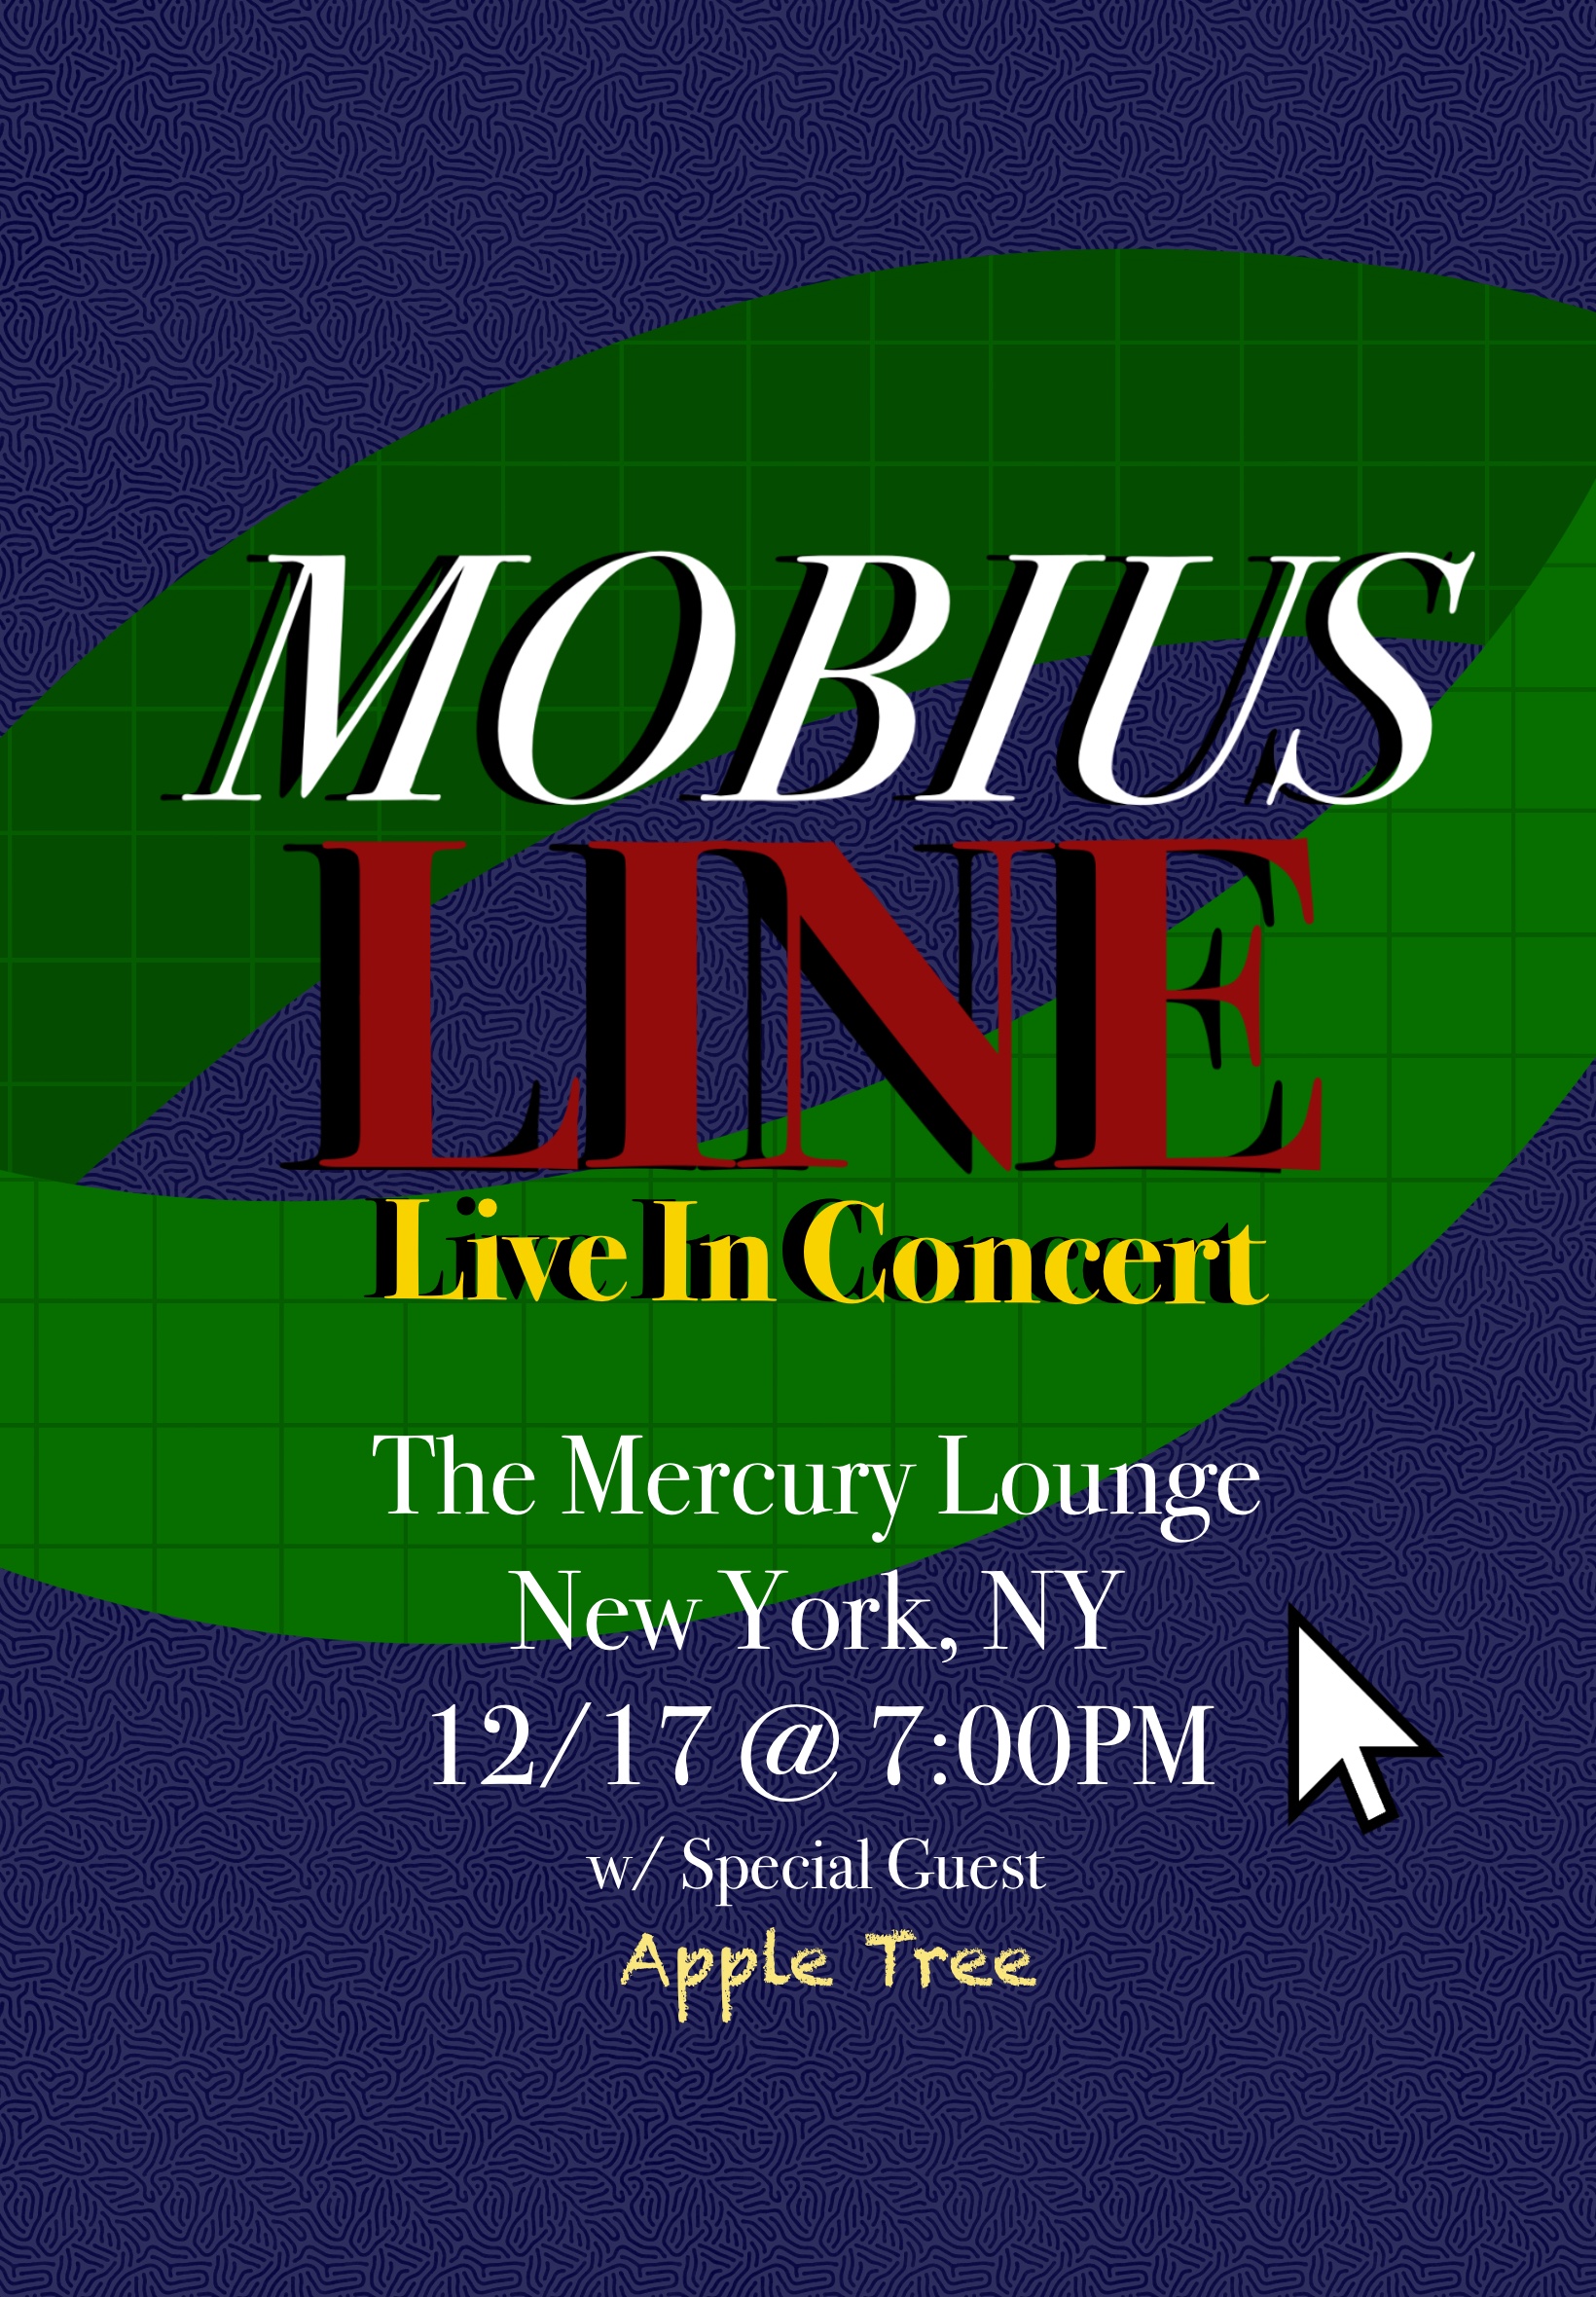 MOBIUS
LINE
Live In Concert
The Mercury Lounge
New York, NY
12/17 @ 7:00PM
w/ Special Guest
Apple Tree